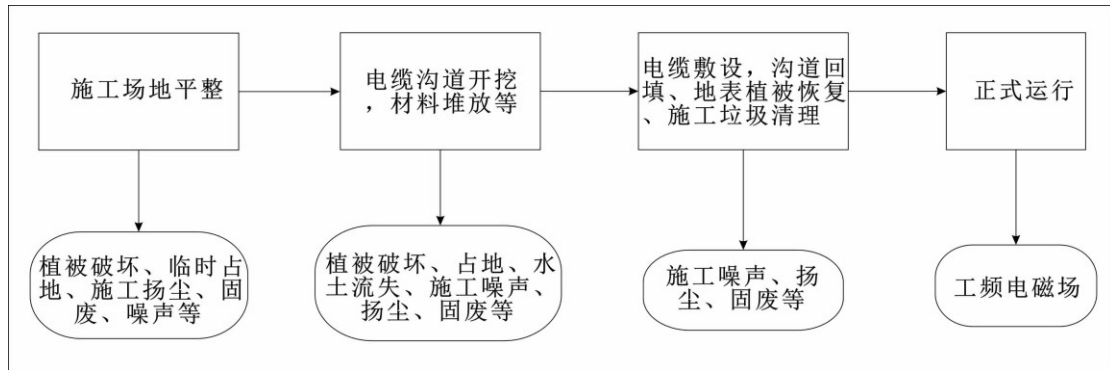 施工场地平整
电缆沟道开挖
，材料堆放等
电缆敷设，沟道回
填、地表植被恢复
、施工垃圾清理
正式运行
植被破坏、临时占
地、施工扬尘、固
废、噪声等
植被破坏、占地、水
土流失、施工噪声、
扬尘、固废等
施工噪声、扬
尘、固废等
工频电磁场